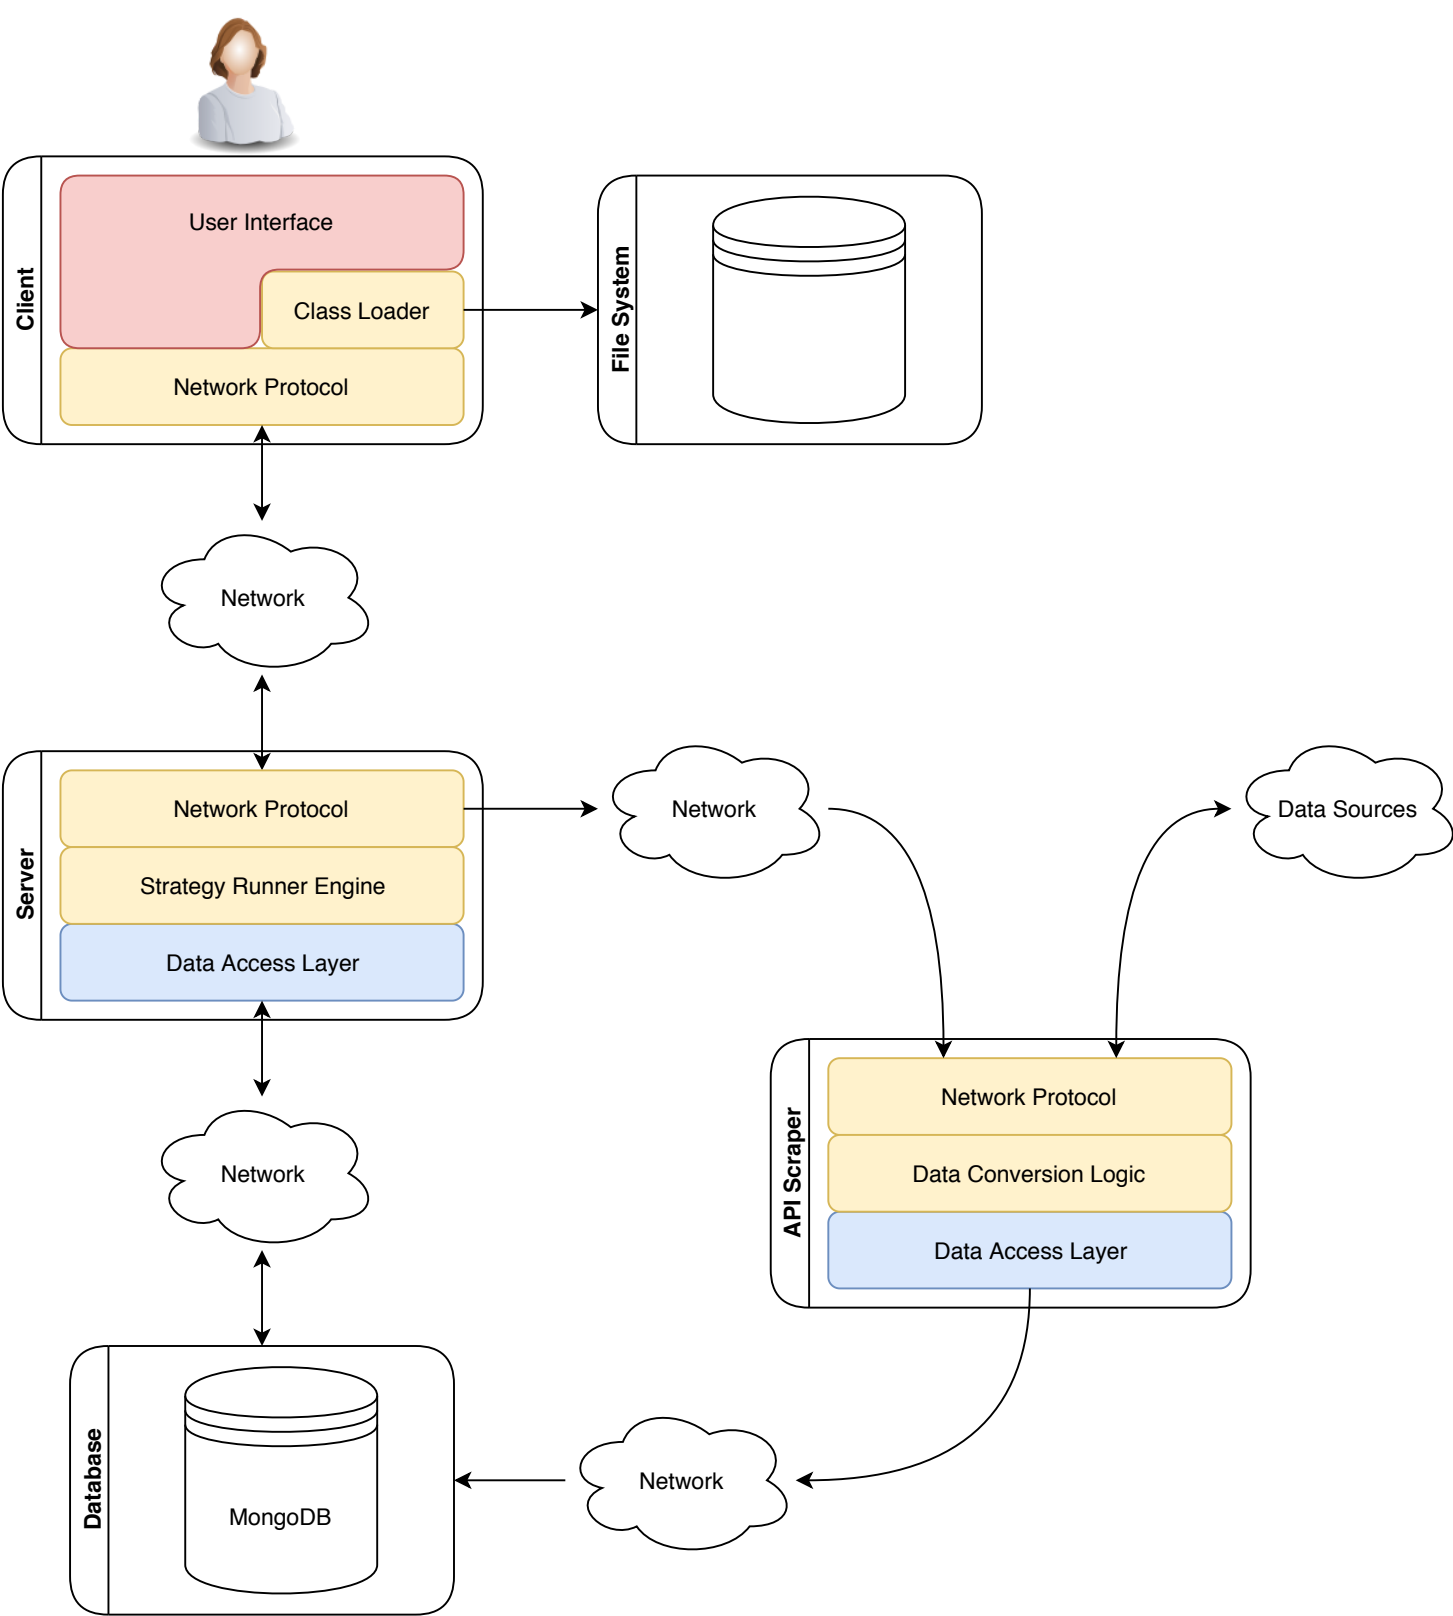 Client
User Interface
Class Loader
Network Protocol
File System
Network
Server
Network Protocol
Strategy Runner Engine
Data Access Layer
Network
Data Sources
API Scraper
Network Protocol
Data Conversion Logic
Data Access Layer
Network
Database
MongoDB
Network